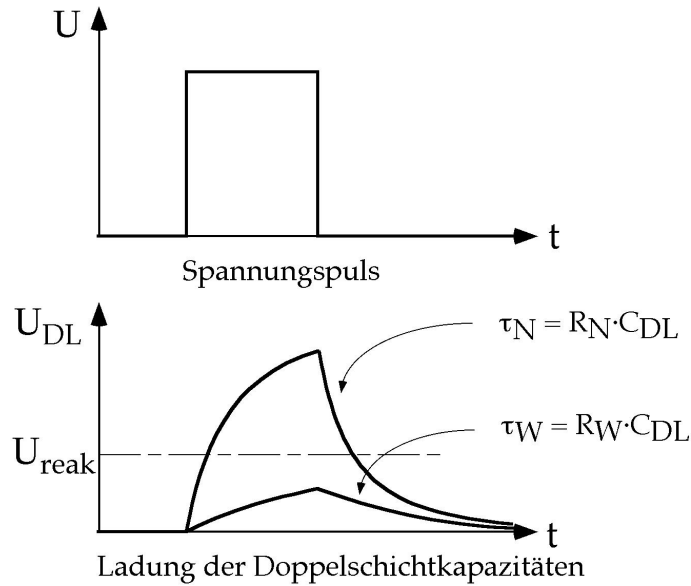 U
t
Spannungspuls
U_DL
τ_N = R_N·C_DL
τ_W = R_W·C_DL
U_reak
t
Ladung der Doppelschichtkapazitäten